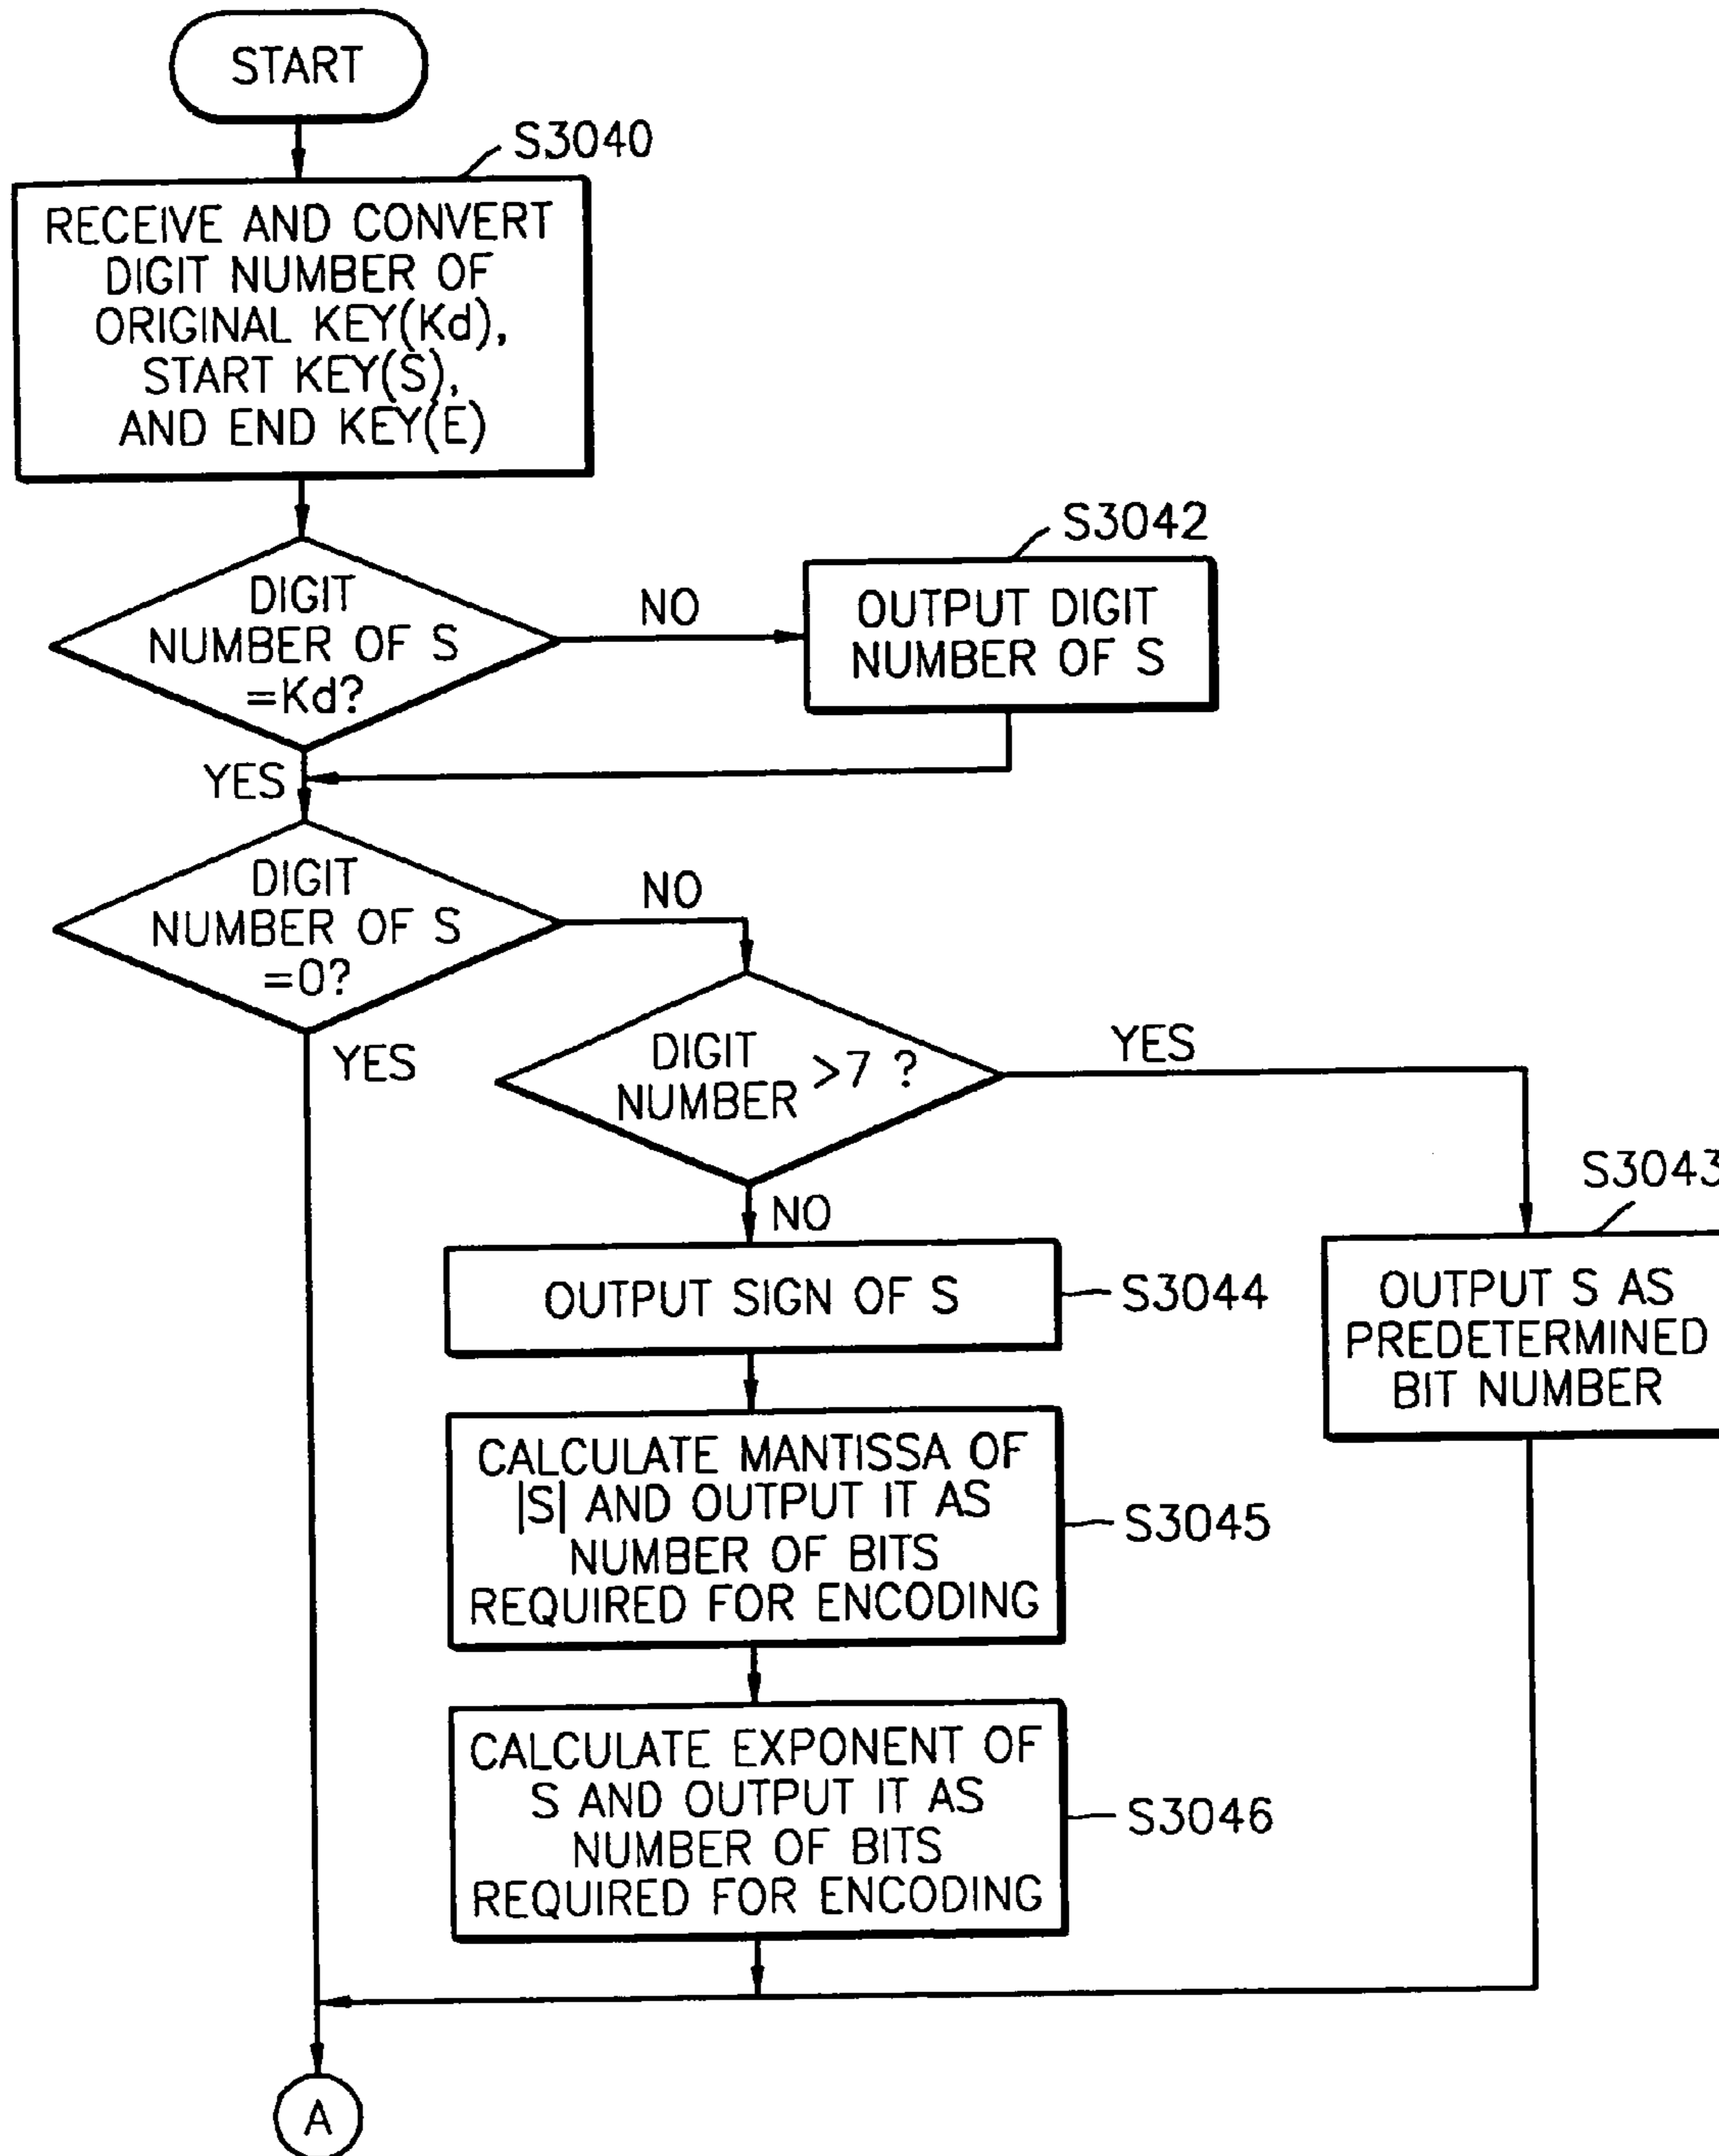 START
S3040
RECEIVE AND CONVERT
DIGIT NUMBER OF
ORIGINAL KEY(Kd),
START KEY(S),
AND END KEY(E)
DIGIT
NUMBER OF S
=Kd?
NO
S3042
OUTPUT DIGIT
NUMBER OF S
YES
DIGIT
NUMBER OF S
=0?
NO
YES
DIGIT
NUMBER >7 ?
YES
NO
S3043
OUTPUT S AS
PREDETERMINED
BIT NUMBER
OUTPUT SIGN OF S
S3044
CALCULATE MANTISSA OF
|S| AND OUTPUT IT AS
NUMBER OF BITS
REQUIRED FOR ENCODING
S3045
CALCULATE EXPONENT OF
S AND OUTPUT IT AS
NUMBER OF BITS
REQUIRED FOR ENCODING
S3046
A